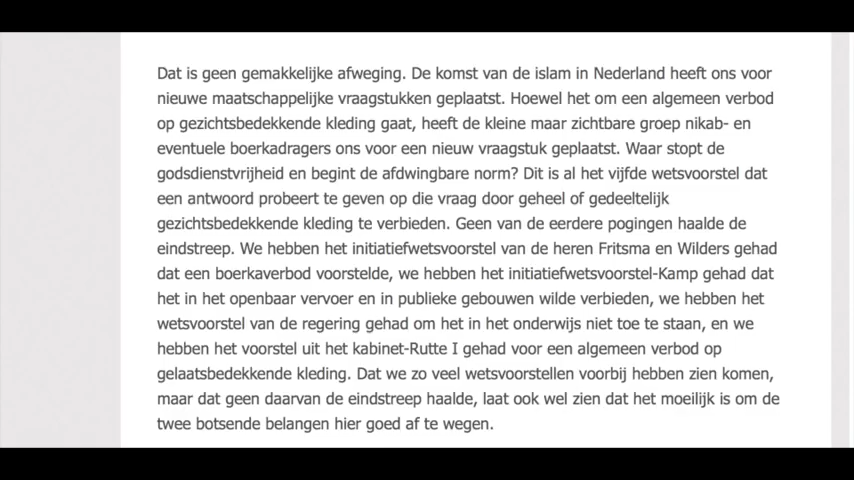 Dat is geen gemakkelijke afweging. De komst van de islam in Nederland heeft ons voor
nieuwe maatschappelijke vraagstukken geplaatst. Hoewel het om een algemeen verbod
op gezichtsbedekkende kleding gaat, heeft de kleine maar zichtbare groep nikab- en
eventuele boerkadragers ons voor een nieuw vraagstuk geplaatst. Waar stopt de
godsdienstvrijheid en begint de afdwingbare norm? Dit is al het vijfde wetsvoorstel dat
een antwoord probeert te geven op die vraag door geheel of gedeeltelijk
gezichtsbedekkende kleding te verbieden. Geen van de eerdere pogingen haalde de
eindstreep. We hebben het initiatiefwetsvoorstel van de heren Fritsma en Wilders gehad
dat een boerkaverbod voorstelde, we hebben het initiatiefwetsvoorstel-Kamp gehad dat
het in het openbaar vervoer en in publieke gebouwen wilde verbieden, we hebben het
wetsvoorstel van de regering gehad om het in het onderwijs niet toe te staan, en we
hebben het voorstel uit het kabinet-Rutte I gehad voor een algemeen verbod op
gelaatsbedekkende kleding. Dat we zo veel wetsvoorstellen voorbij hebben zien komen,
maar dat geen daarvan de eindstreep haalde, laat ook wel zien dat het moeilijk is om de
twee botsende belangen hier goed af te wegen.